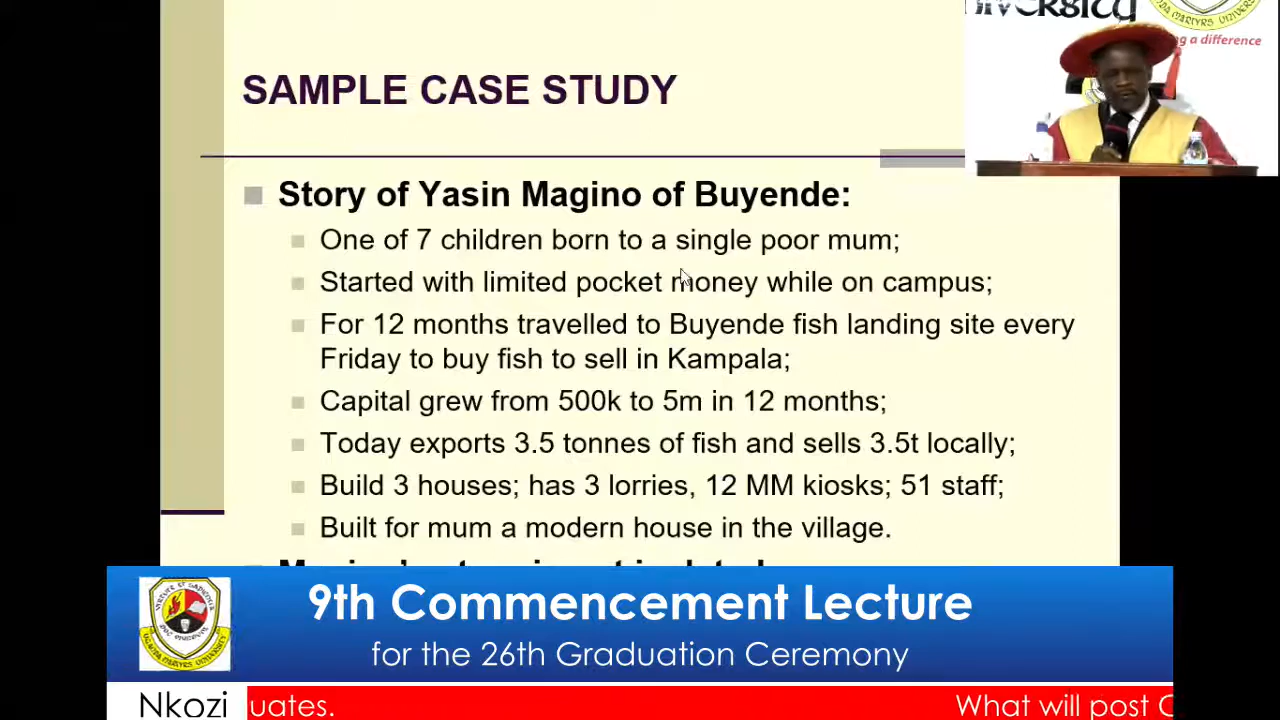 SAMPLE CASE STUDY
ng a difference
Story of Yasin Magino of Buyende:
One of 7 children born to a single poor mum;
Started with limited pocket money while on campus;
For 12 months travelled to Buyende fish landing site every
Friday to buy fish to sell in Kampala;
Capital grew from 500k to 5m in 12 months;
Today exports 3.5 tonnes of fish and sells 3.5t locally;
Build 3 houses; has 3 lorries, 12 MM kiosks; 51 staff;
Built for mum a modern house in the village.
9th Commencement Lecture
for the 26th Graduation Ceremony
UGANDA MARTYRS UNIVERSITY
Nkozi
uates.
What will post